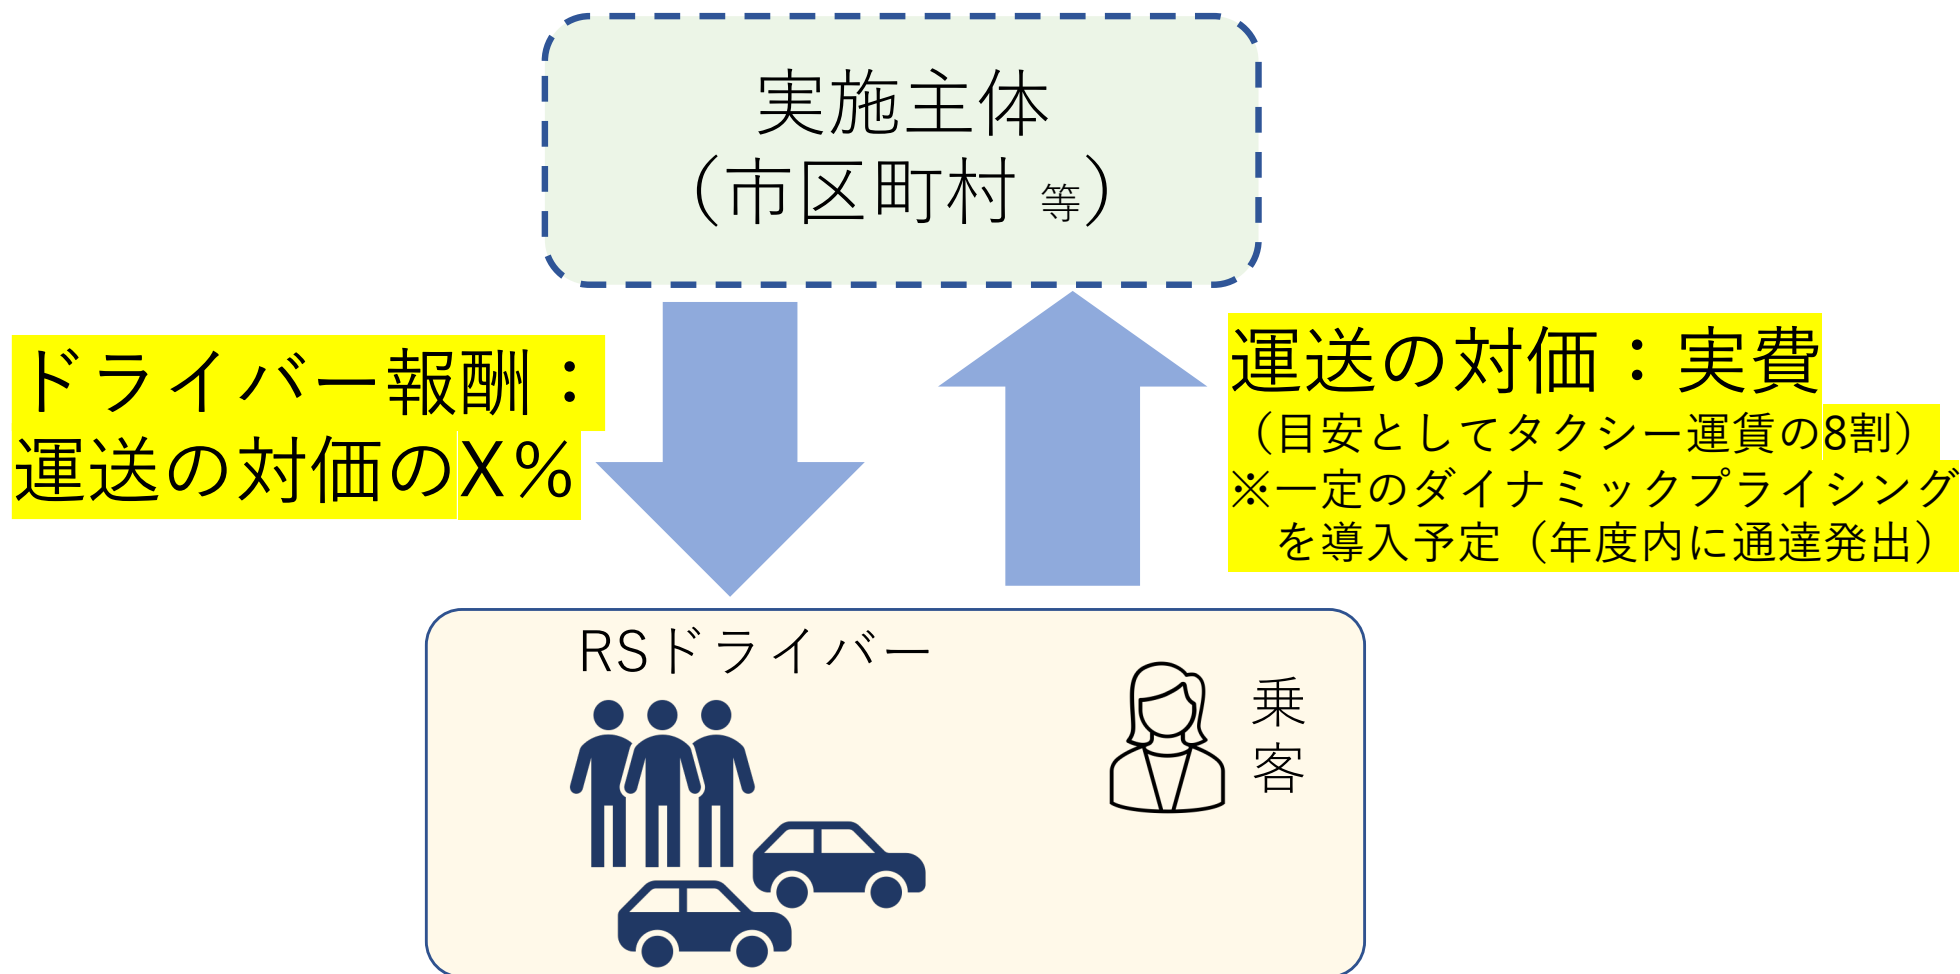 実施主体
（市区町村 等）
ドライバー報酬：
運送の対価のX%
運送の対価：実費
（目安としてタクシー運賃の8割）
※一定のダイナミックプライシング
を導入予定（年度内に通達発出）
RSドライバー
乗客